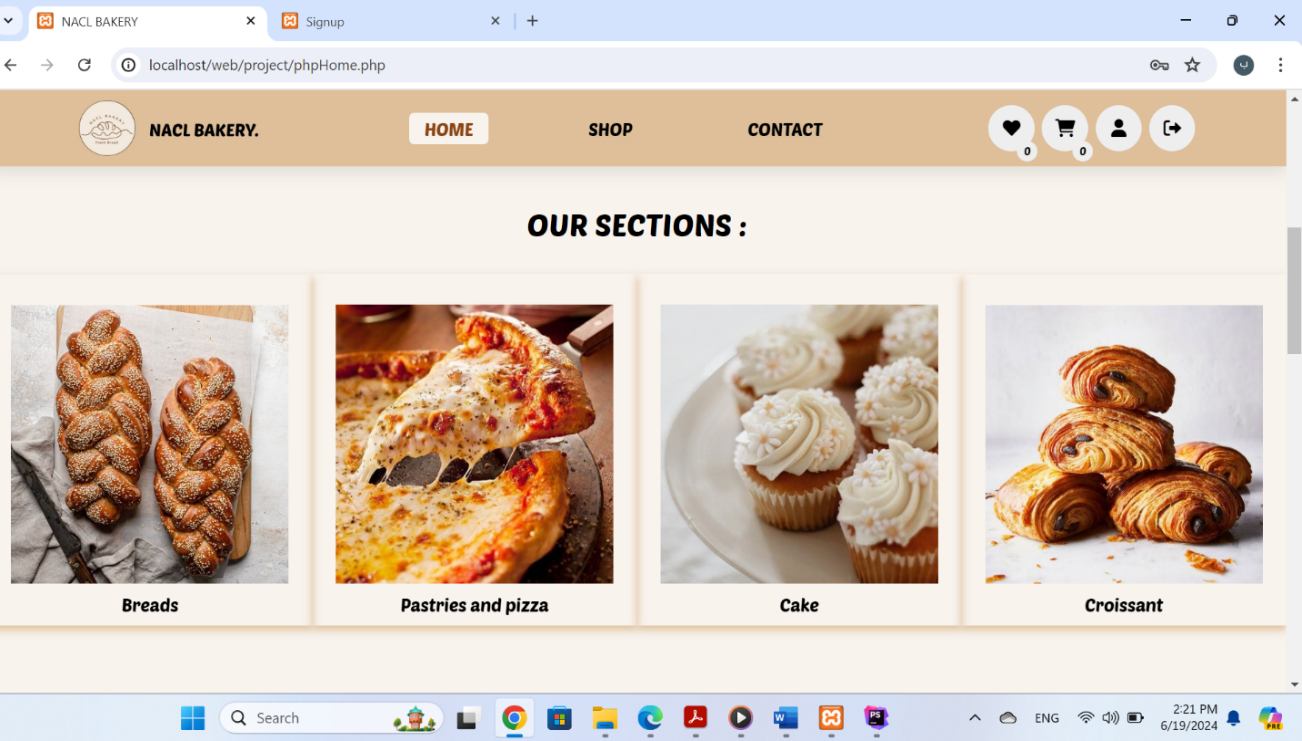 NACL BAKERY
Signup
localhost/web/project/phpHome.php
NACL BAKERY.
HOME
SHOP
CONTACT
0
0
OUR SECTIONS :
Breads
Pastries and pizza
Cake
Croissant
Search
ENG
2:21 PM
6/19/2024